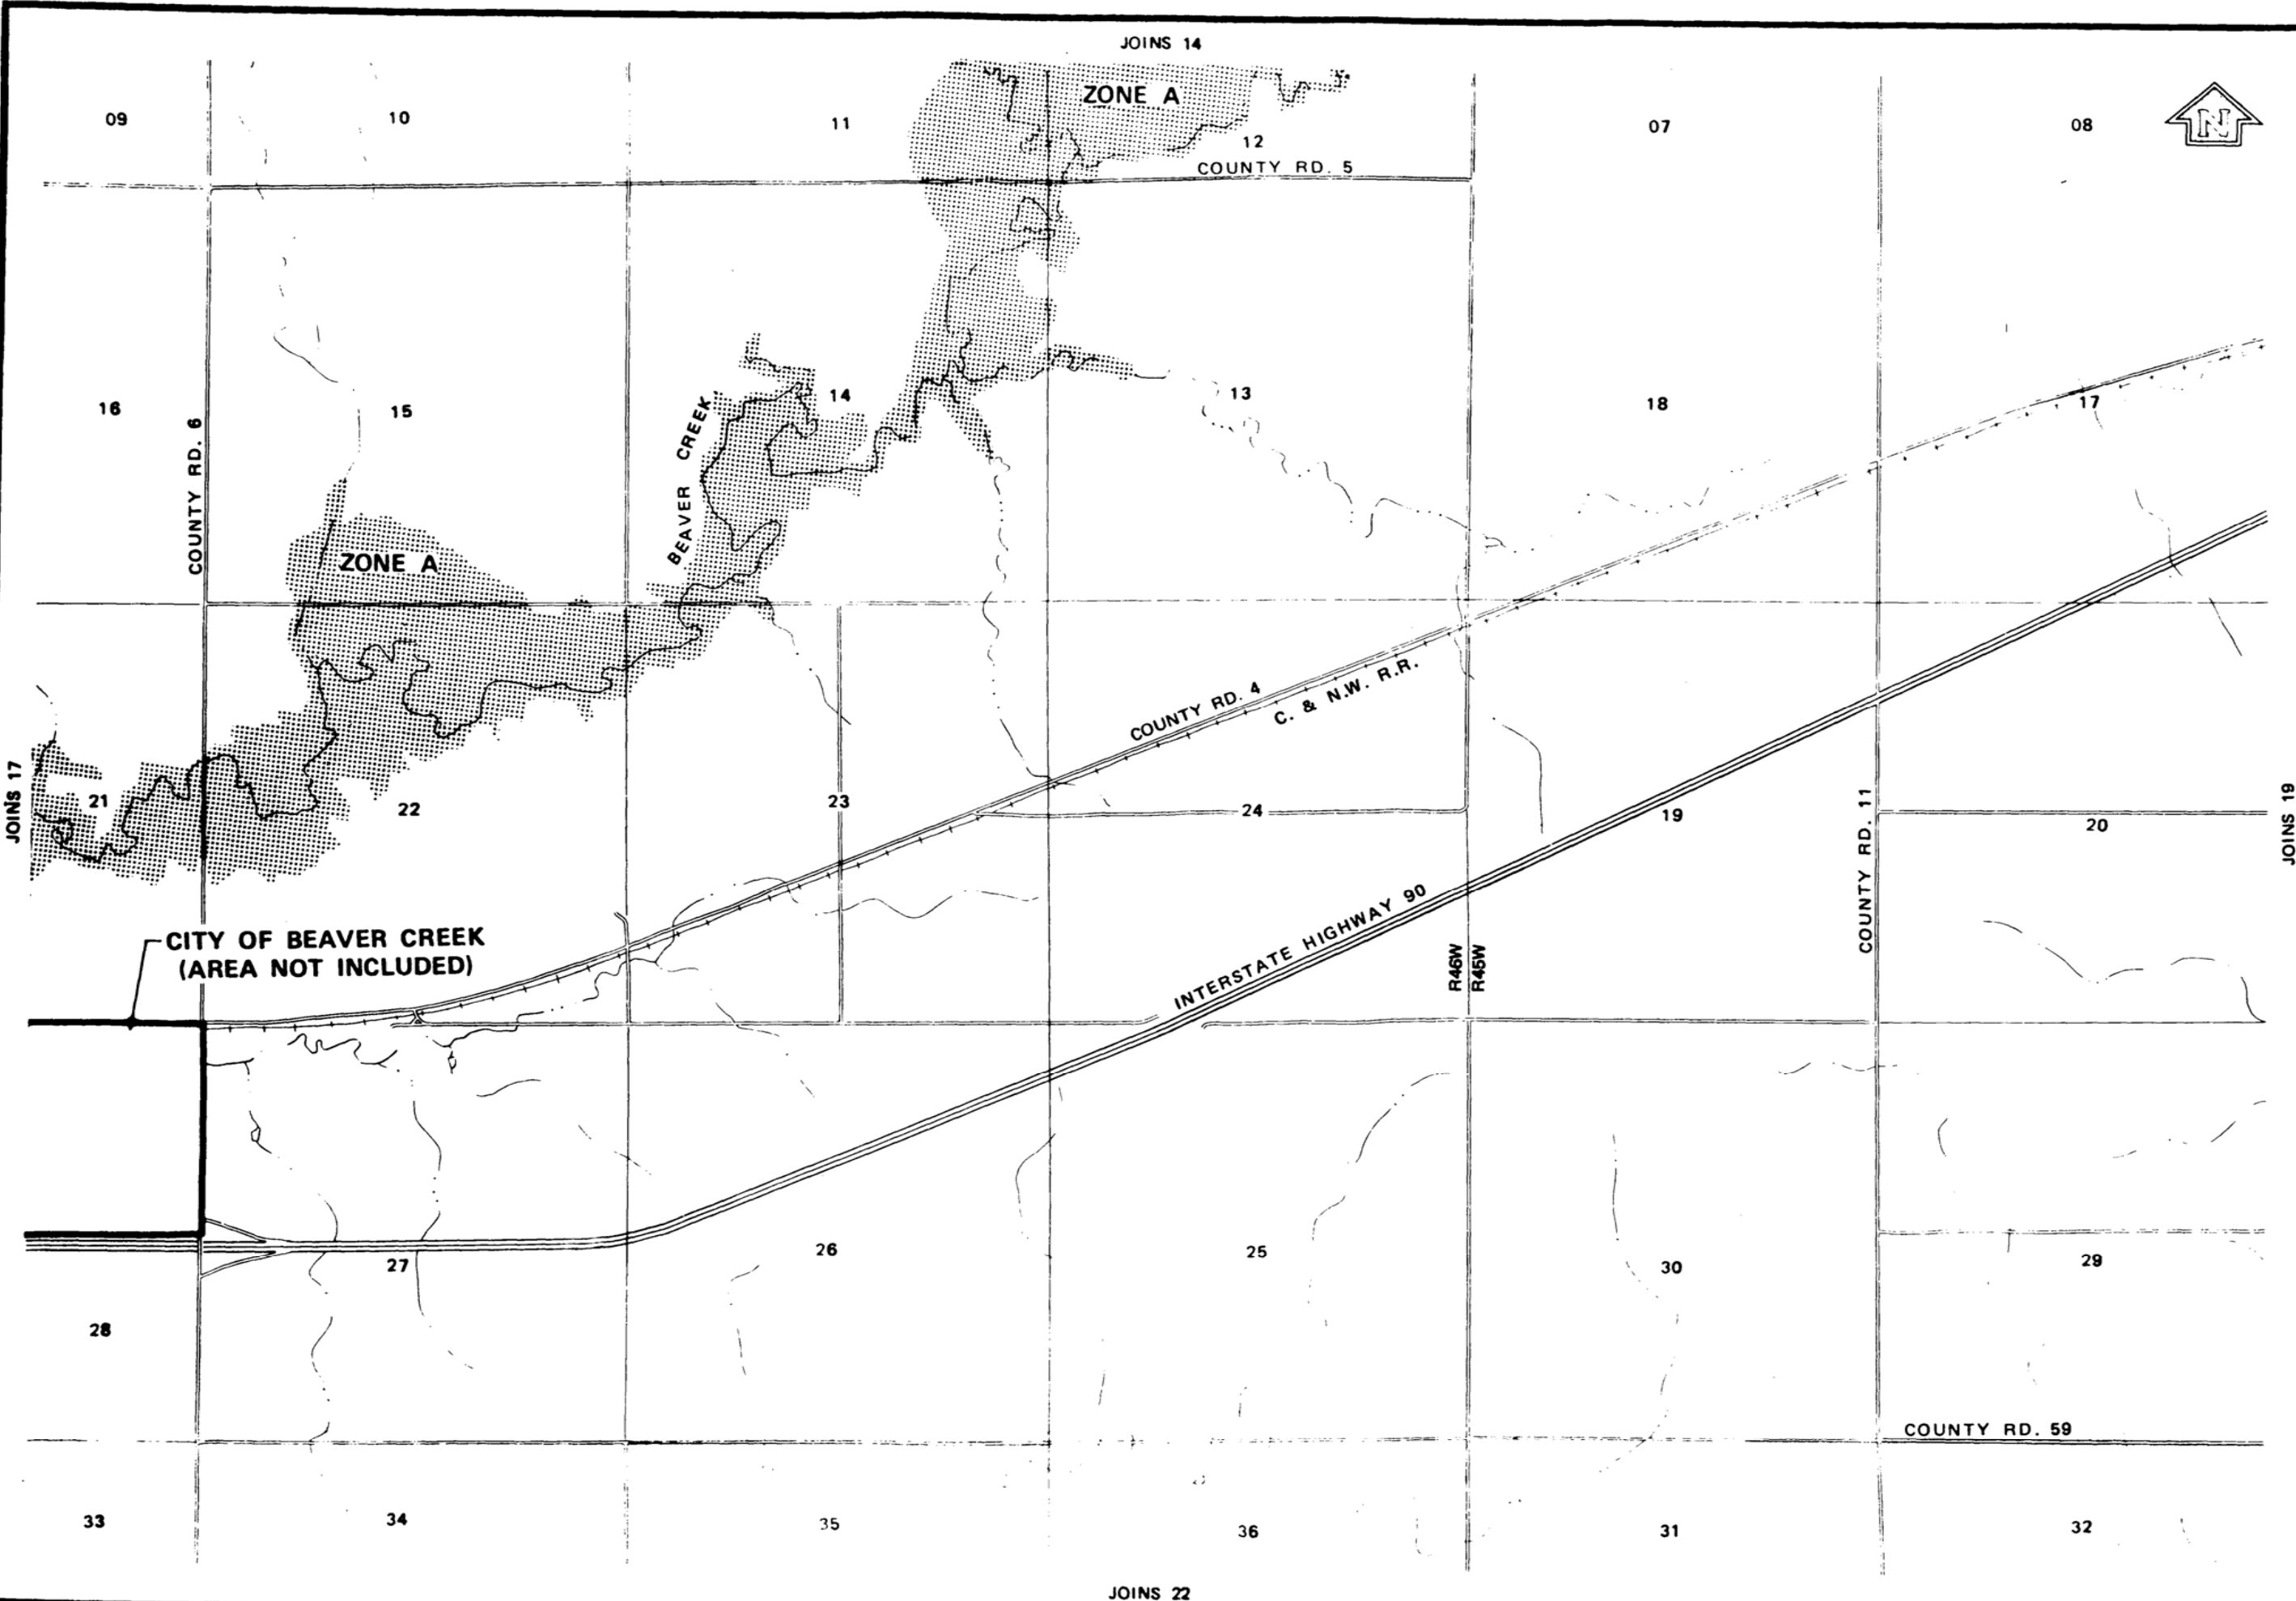 JOINS 14
ZONE A
N
09
10
11
12
07
08
COUNTY RD. 5
16
COUNTY RD. 6
15
BEAVER CREEK
14
13
18
17
ZONE A
COUNTY RD. 4
C. & N.W. R.R.
JOINS 17
21
22
23
24
19
COUNTY RD. 11
20
JOINS 19
CITY OF BEAVER CREEK
(AREA NOT INCLUDED)
INTERSTATE HIGHWAY 90
R46W
R45W
28
27
26
25
30
29
COUNTY RD. 59
33
34
35
36
31
32
JOINS 22